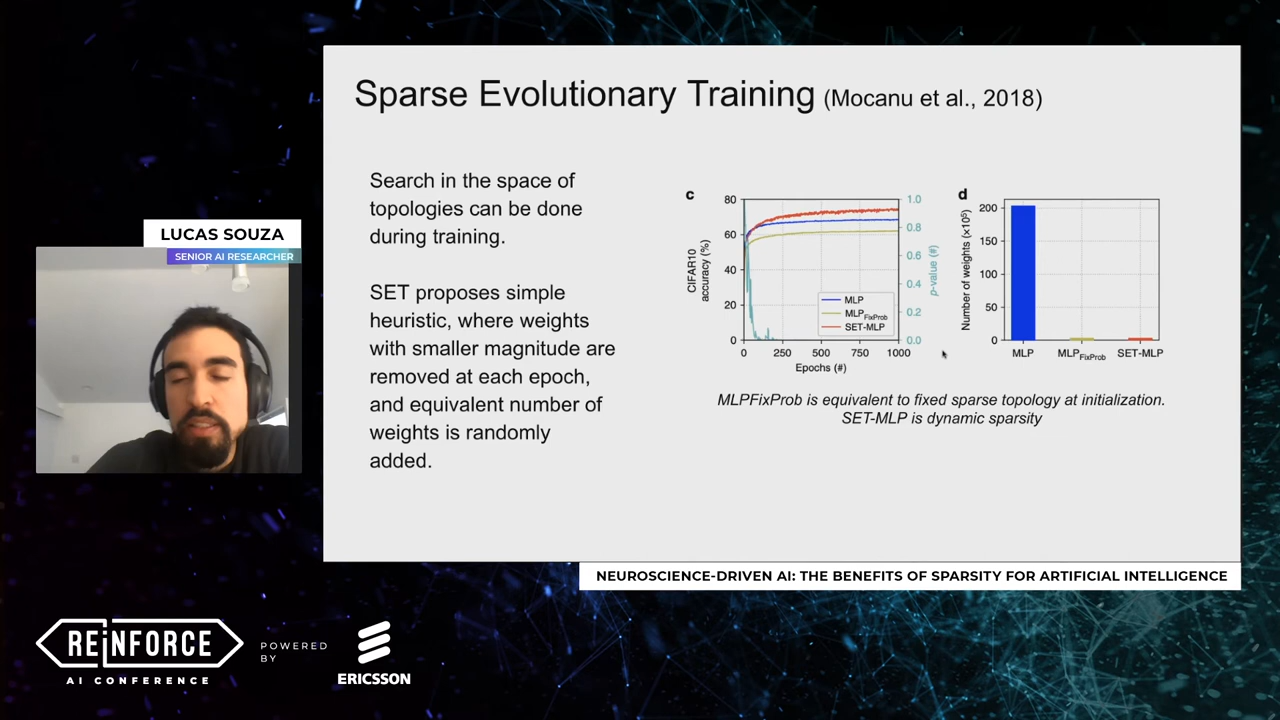 Sparse Evolutionary Training (Mocanu et al., 2018)
Search in the space of
topologies can be done
during training.
SET proposes simple
heuristic, where weights
with smaller magnitude are
removed at each epoch,
and equivalent number of
weights is randomly
added.
c
80
60
40
20
0
CIFAR10
accuracy (%)
1.0
0.8
0.6
0.4
0.2
0.0
p-value (#)
MLP
MLPFixProb
SET-MLP
0 250 500 750 1000
Epochs (#)
d
200
150
100
50
0
Number of weights (×10⁵)
MLP MLPFixProb SET-MLP
MLPFixProb is equivalent to fixed sparse topology at initialization.
SET-MLP is dynamic sparsity
LUCAS SOUZA
SENIOR AI RESEARCHER
NEUROSCIENCE-DRIVEN AI: THE BENEFITS OF SPARSITY FOR ARTIFICIAL INTELLIGENCE
REiNFORCE
AI CONFERENCE
POWERED
BY
ERICSSON